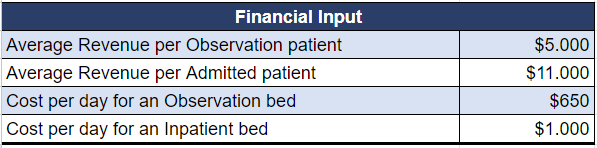 Financial Input
Average Revenue per Observation patient $5.000
Average Revenue per Admitted patient $11.000
Cost per day for an Observation bed $650
Cost per day for an Inpatient bed $1.000